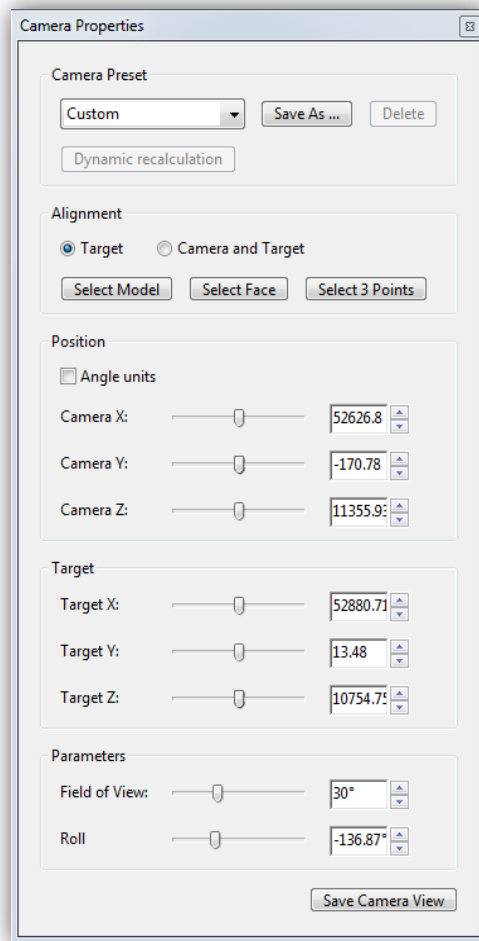 Camera Properties
Camera Preset
Custom Save As ... Delete
Dynamic recalculation
Alignment
Target Camera and Target
Select Model Select Face Select 3 Points
Position
Angle units
Camera X: 52626.8
Camera Y: -170.78
Camera Z: 11355.93
Target
Target X: 52880.71
Target Y: 13.48
Target Z: 10754.75
Parameters
Field of View: 30°
Roll -136.87°
Save Camera View